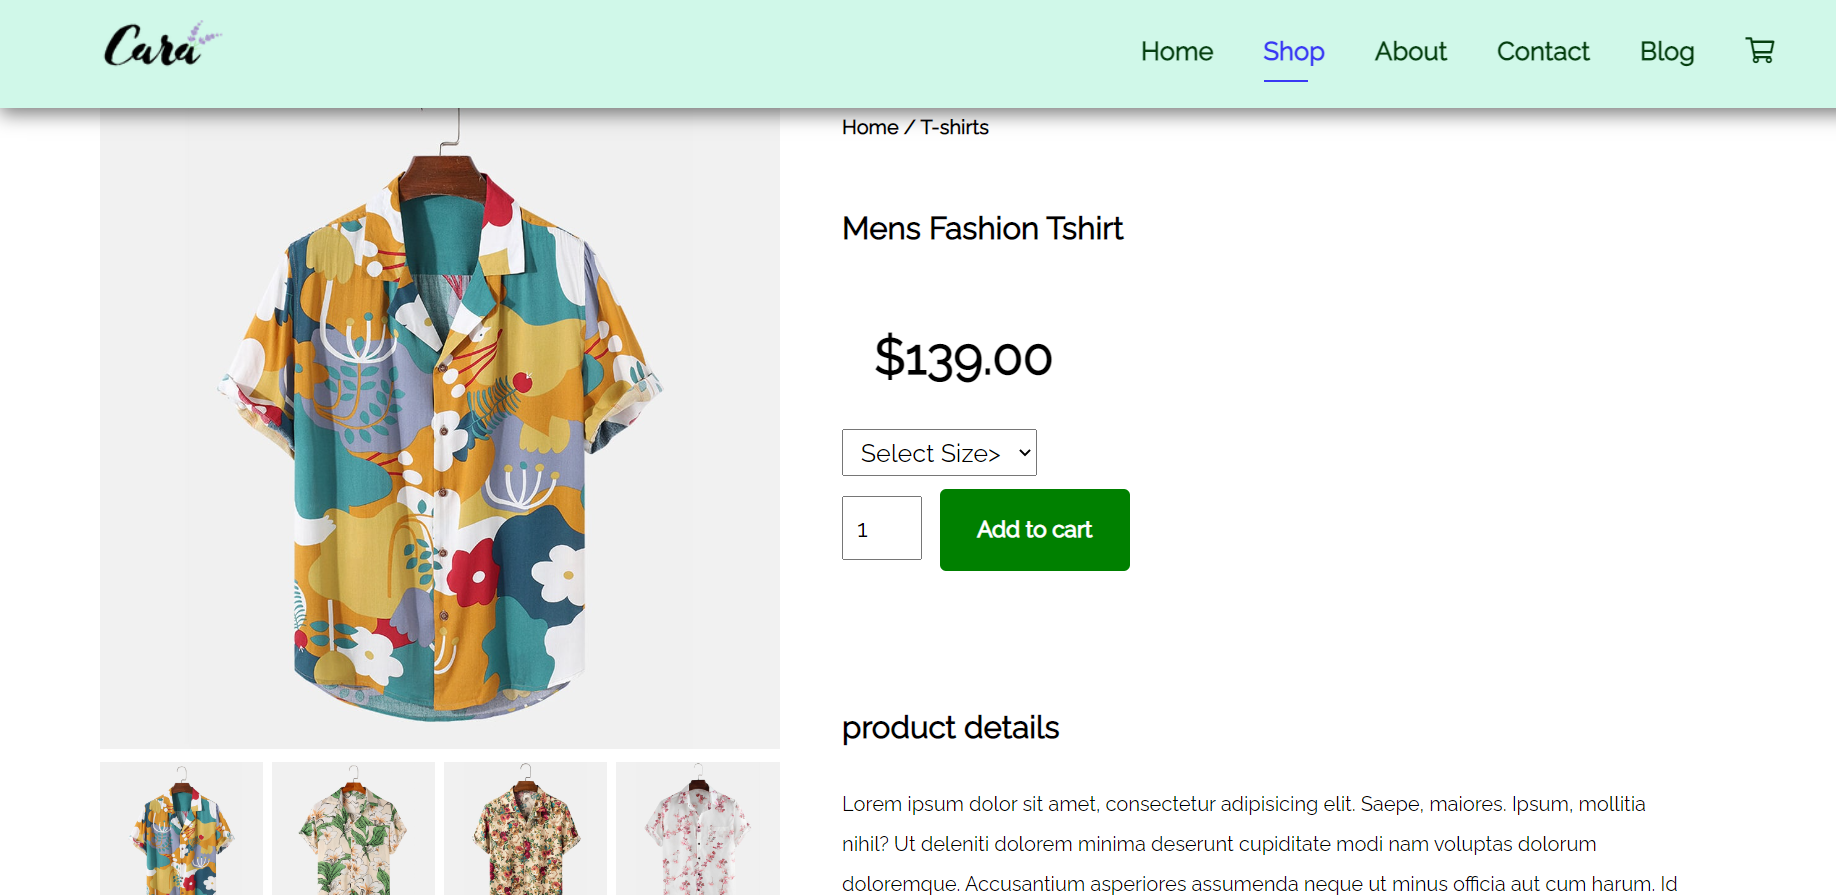 Cara
Home Shop About Contact Blog
Home / T-shirts
Mens Fashion Tshirt
$139.00
Select Size>
1
Add to cart
product details
Lorem ipsum dolor sit amet, consectetur adipisicing elit. Saepe, maiores. Ipsum, mollitia
nihil? Ut deleniti dolorem minima deserunt cupiditate modi nam voluptas dolorum
doloremque. Accusantium asperiores assumenda neque ut minus officia aut cum harum. Id